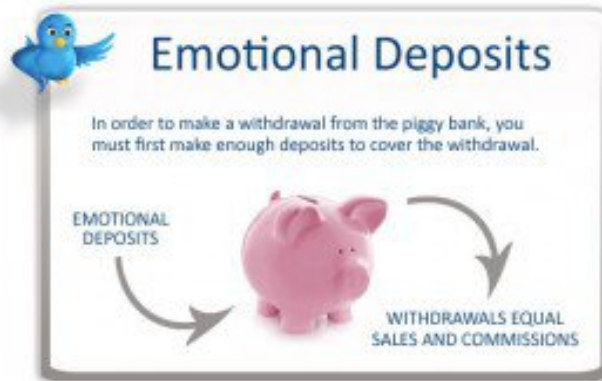 Emotional Deposits
In order to make a withdrawal from the piggy bank, you
must first make enough deposits to cover the withdrawal.
EMOTIONAL
DEPOSITS
WITHDRAWALS EQUAL
SALES AND COMMISSIONS